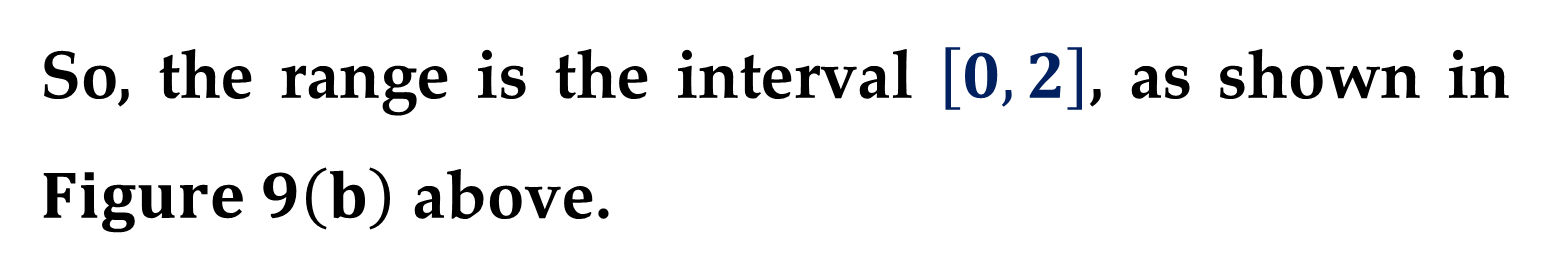 So, the range is the interval [0, 2], as shown in
Figure 9(b) above.